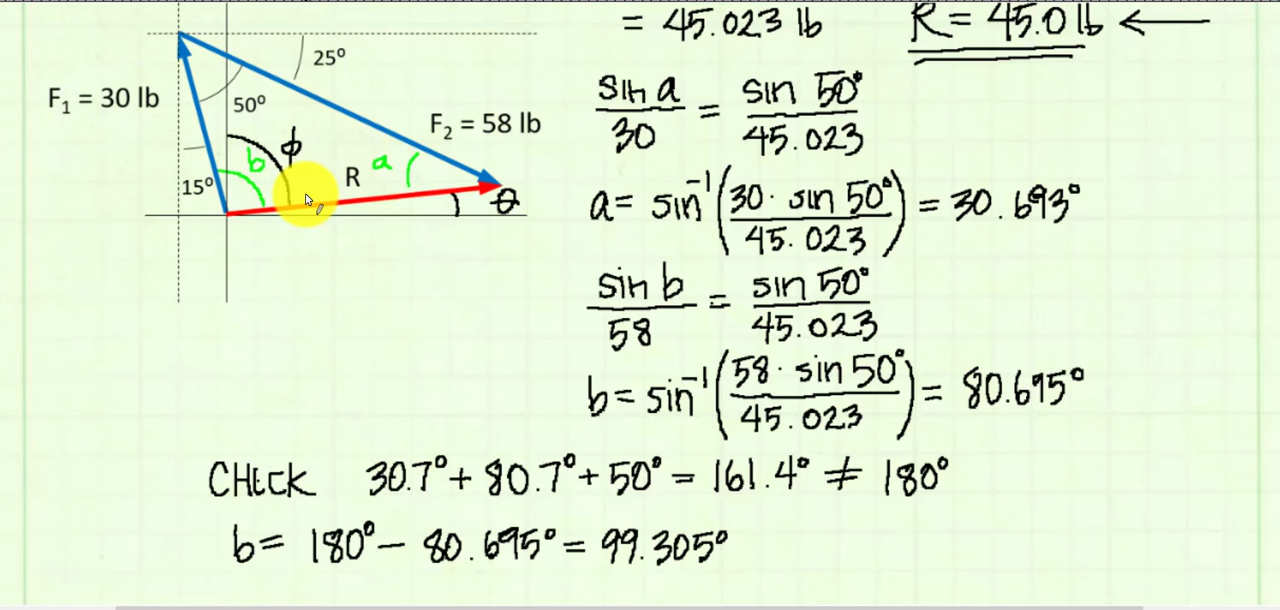 = 45.023 lb R = 45.0 lb ←
25°
F₁ = 30 lb
50°
F₂ = 58 lb
ϕ
b
R
a
15°
θ
sin a / 30 = sin 50° / 45.023
a = sin⁻¹(30 · sin 50° / 45.023) = 30.693°
sin b / 58 = sin 50° / 45.023
b = sin⁻¹(58 · sin 50° / 45.023) = 80.695°
CHECK 30.7° + 80.7° + 50° = 161.4° ≠ 180°
b = 180° − 80.695° = 99.305°